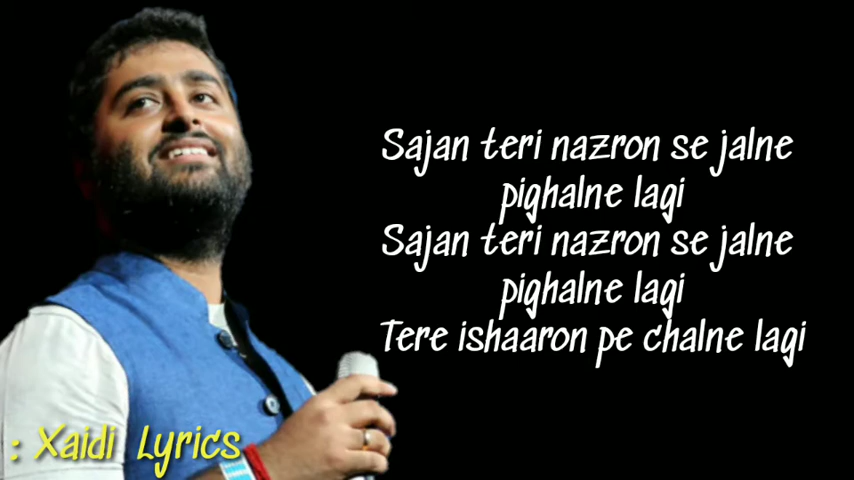 Sajan teri nazron se jalne
pighalne lagi
Sajan teri nazron se jalne
pighalne lagi
Tere ishaaron pe chalne lagi
: Xaidi Lyrics